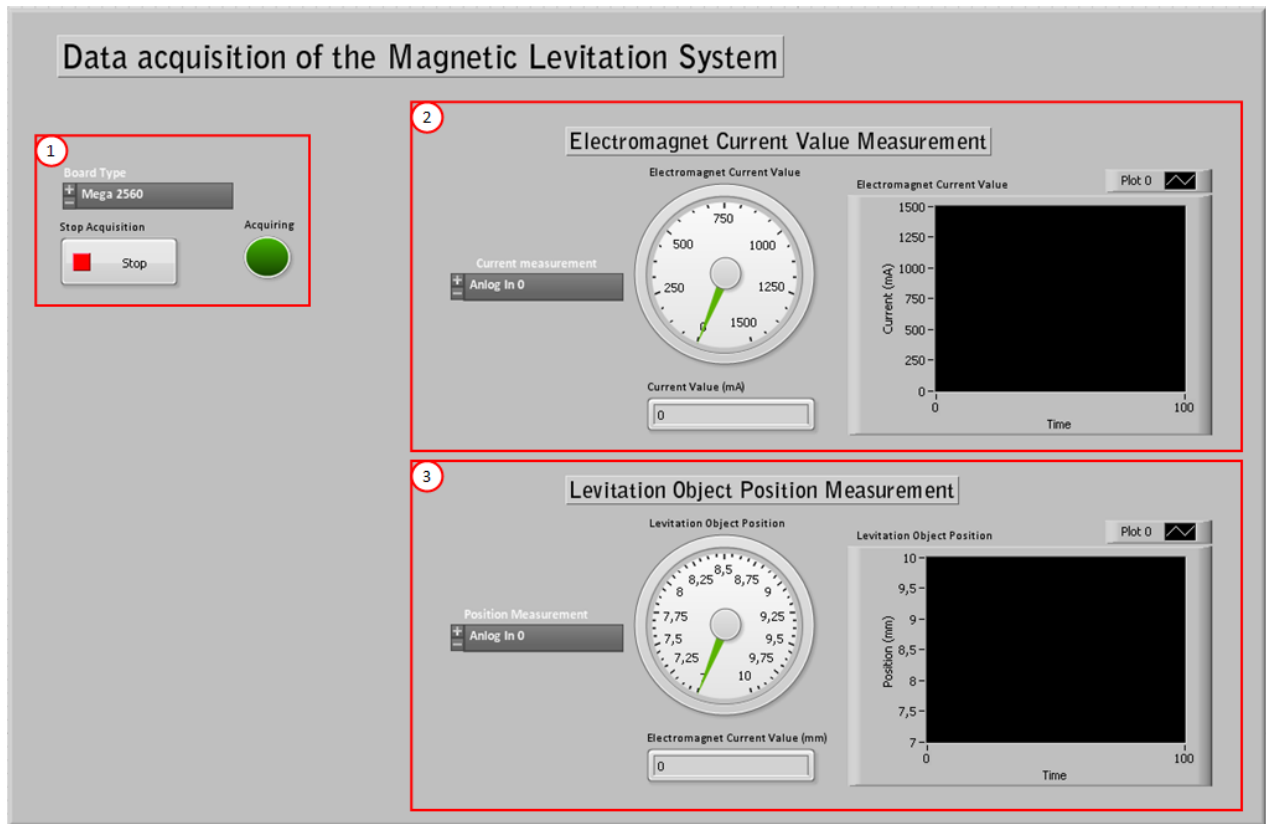 Data acquisition of the Magnetic Levitation System
1
Board Type
Mega 2560
Stop Acquisition
Acquiring
Stop
2
Electromagnet Current Value Measurement
Electromagnet Current Value
Current measurement
Anlog In 0
0
250
500
750
1000
1250
1500
Current Value (mA)
0
Electromagnet Current Value
Plot 0
1500
1250
1000
750
500
250
0
Current (mA)
0
100
Time
3
Levitation Object Position Measurement
Levitation Object Position
Position Measurement
Anlog In 0
7
7,25
7,5
7,75
8
8,25
8,5
8,75
9
9,25
9,5
9,75
10
Electromagnet Current Value (mm)
0
Levitation Object Position
Plot 0
10
9,5
9
8,5
8
7,5
7
Position (mm)
0
100
Time